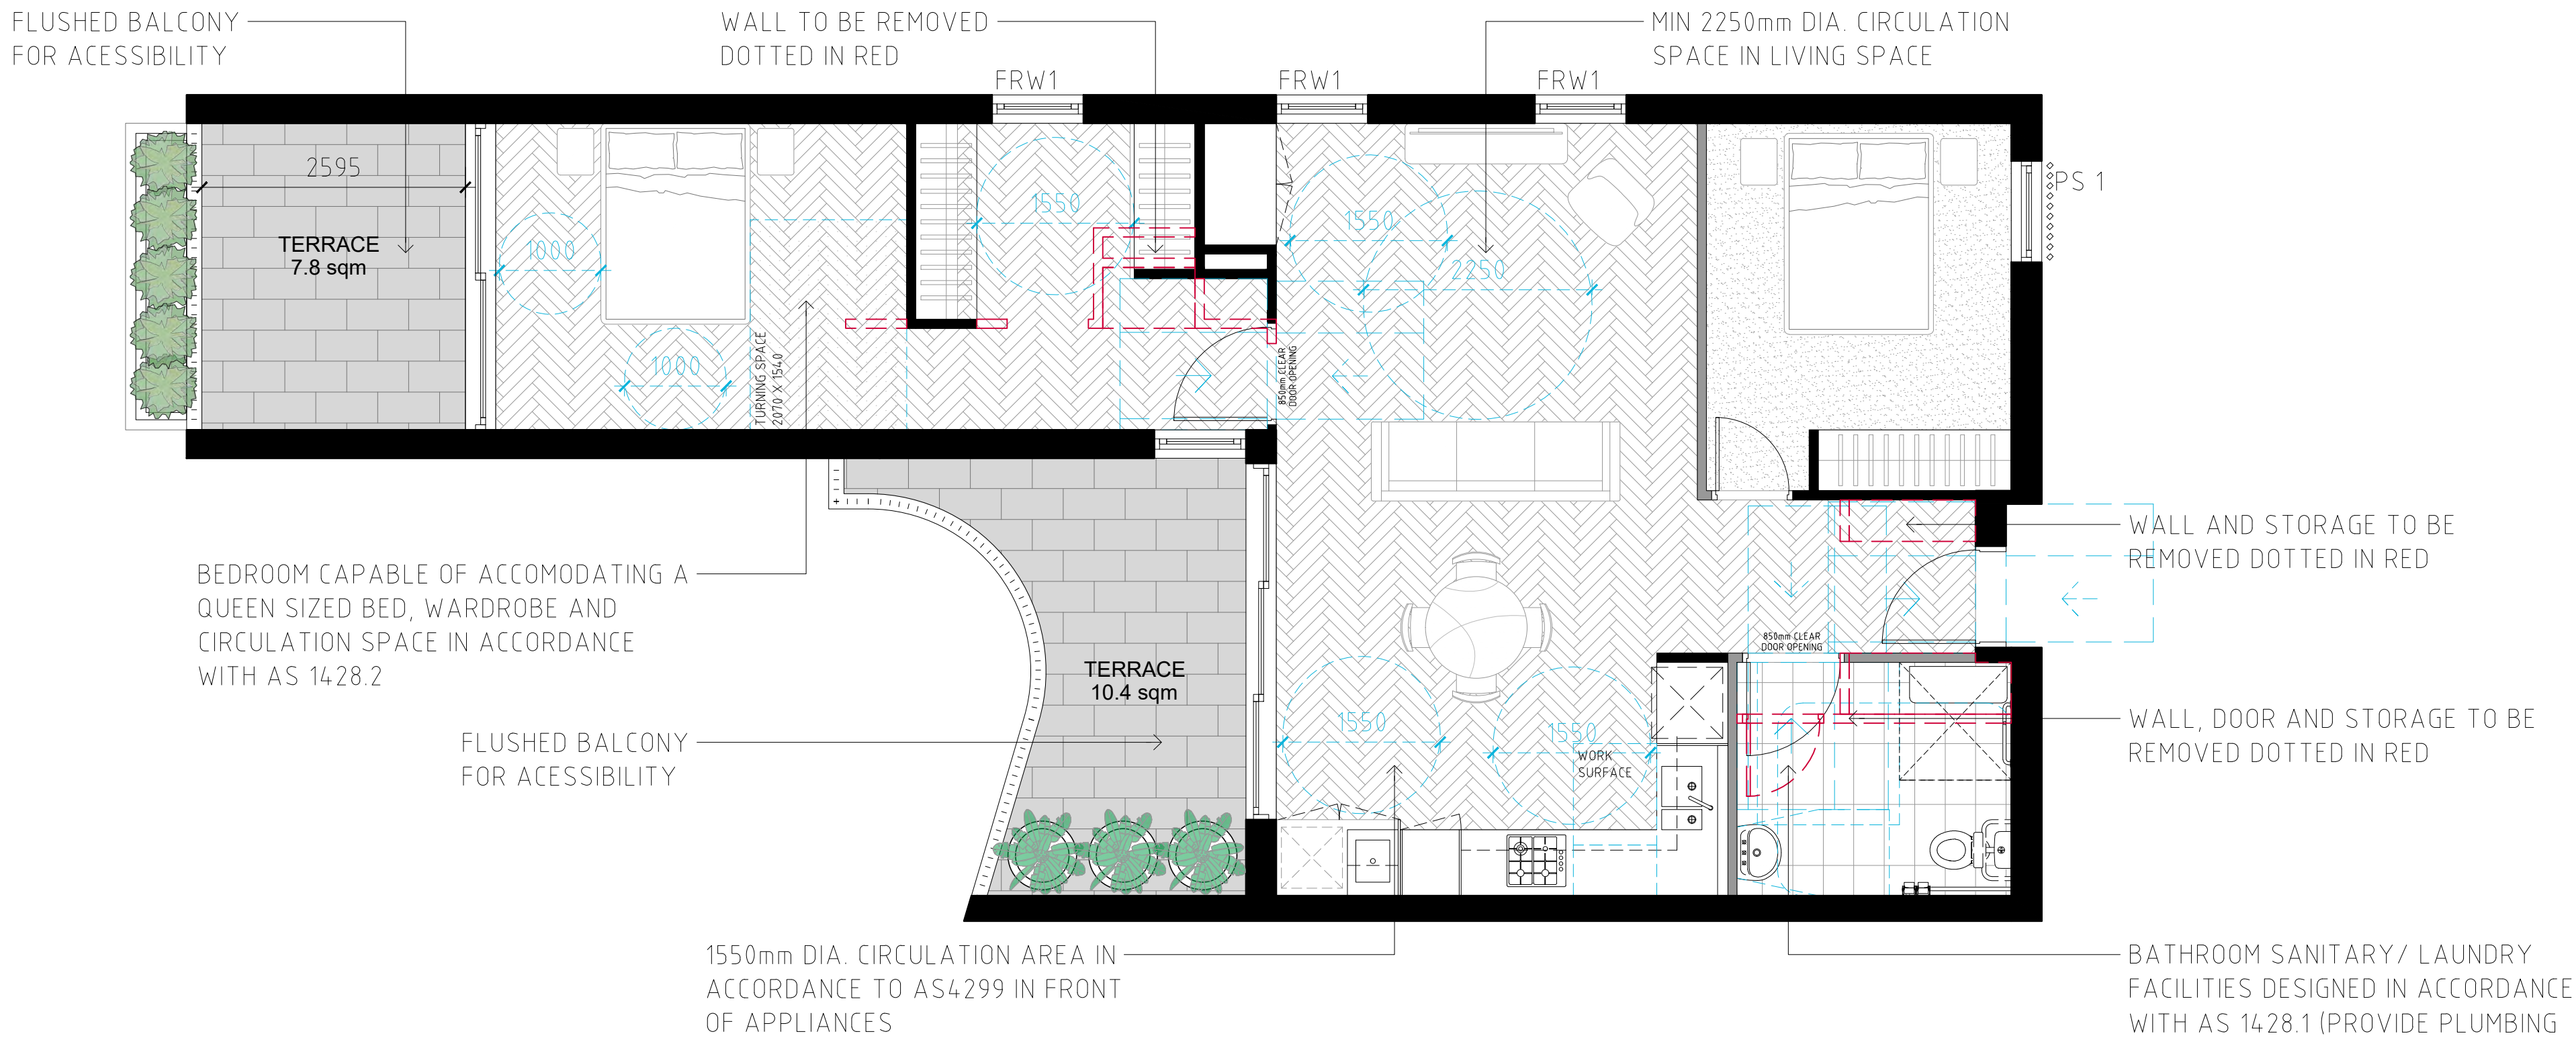 FLUSHED BALCONY
FOR ACESSIBILITY
WALL TO BE REMOVED
DOTTED IN RED
MIN 2250mm DIA. CIRCULATION
SPACE IN LIVING SPACE
FRW1
FRW1
FRW1
2595
TERRACE
7.8 sqm
1000
1000
TURNING SPACE
2070 X 1540
1550
1550
2250
850mm CLEAR
DOOR OPENING
PS 1
WALL AND STORAGE TO BE
REMOVED DOTTED IN RED
BEDROOM CAPABLE OF ACCOMODATING A
QUEEN SIZED BED, WARDROBE AND
CIRCULATION SPACE IN ACCORDANCE
WITH AS 1428.2
850mm CLEAR
DOOR OPENING
TERRACE
10.4 sqm
FLUSHED BALCONY
FOR ACESSIBILITY
1550
1550
WORK
SURFACE
WALL, DOOR AND STORAGE TO BE
REMOVED DOTTED IN RED
1550mm DIA. CIRCULATION AREA IN
ACCORDANCE TO AS4299 IN FRONT
OF APPLIANCES
BATHROOM SANITARY/ LAUNDRY
FACILITIES DESIGNED IN ACCORDANCE
WITH AS 1428.1 (PROVIDE PLUMBING